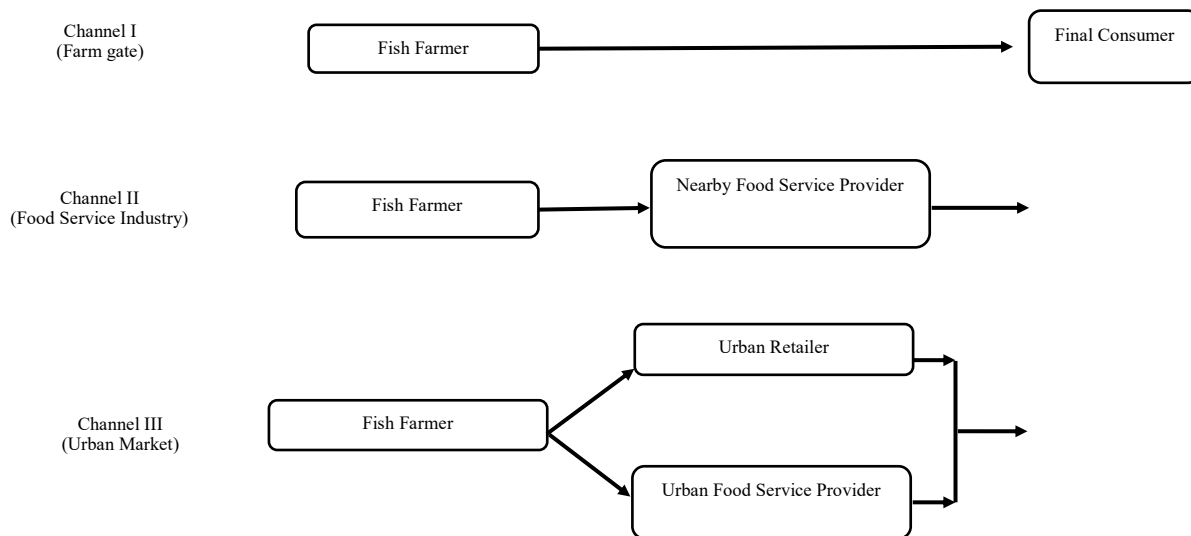 Channel I
(Farm gate)
Fish Farmer
Final Consumer
Channel II
(Food Service Industry)
Fish Farmer
Nearby Food Service Provider
Channel III
(Urban Market)
Fish Farmer
Urban Retailer
Urban Food Service Provider